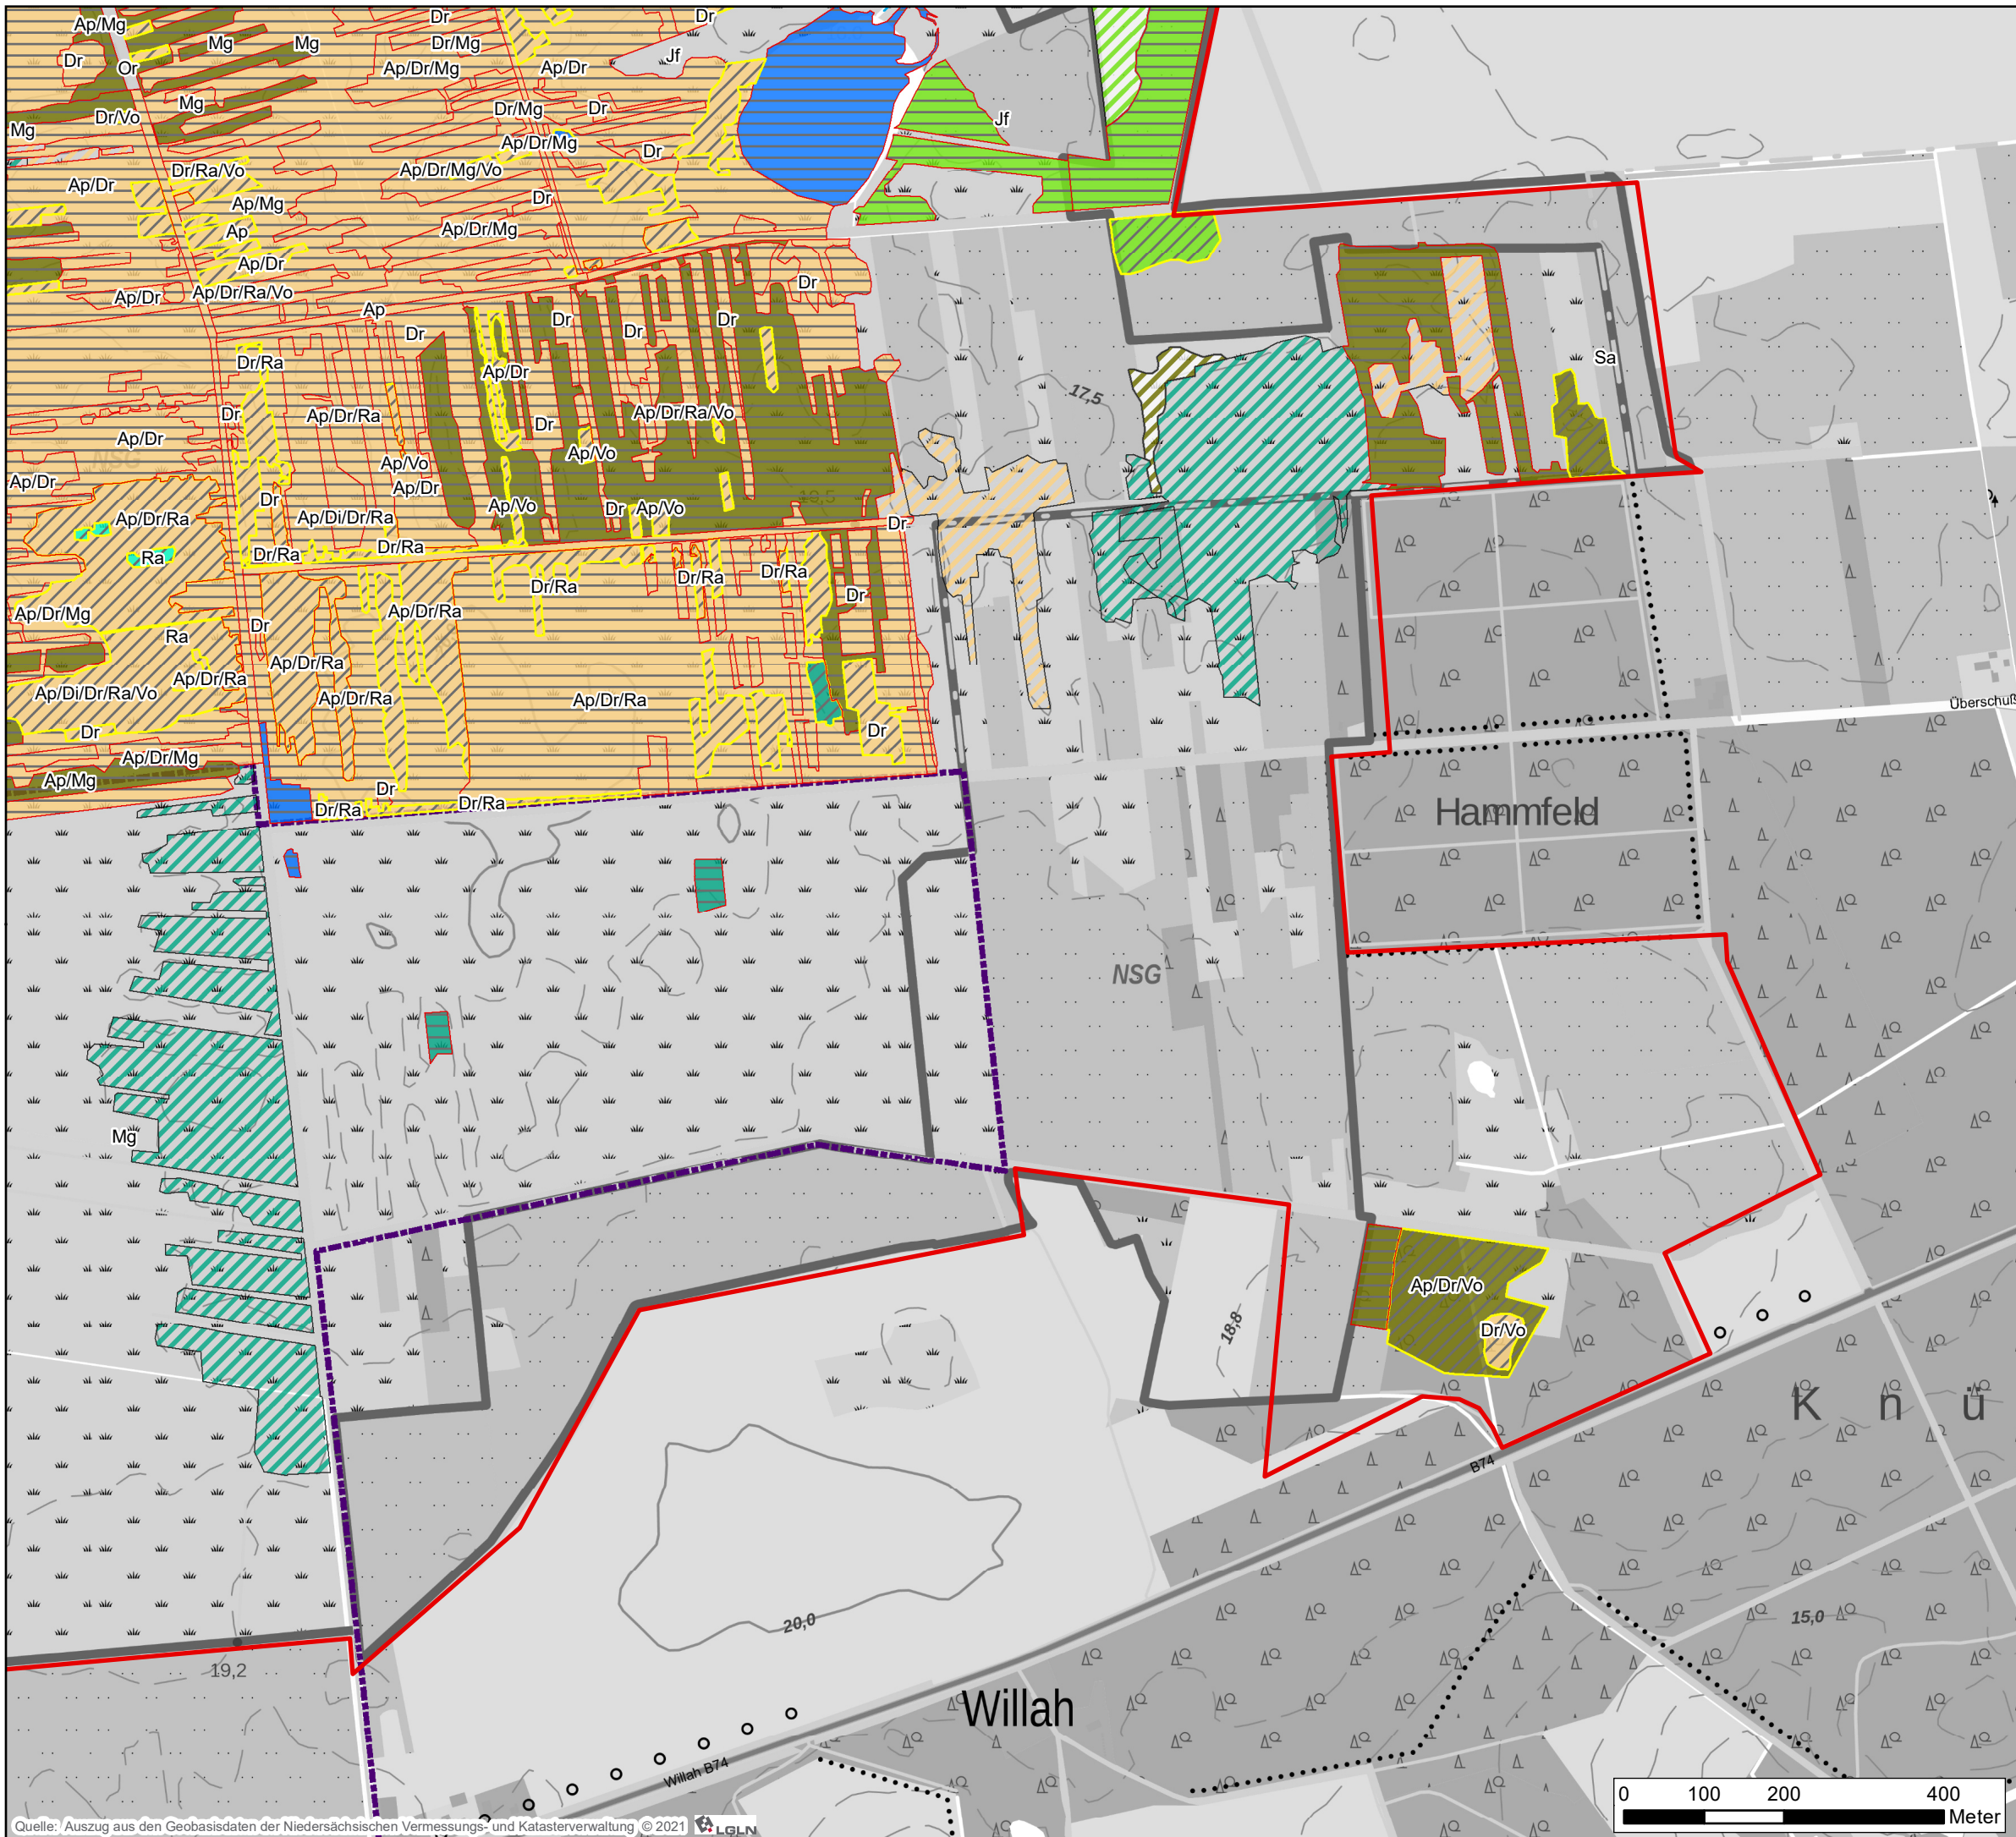 Ap/Mg
Dr
Dr
Mg
Mg
Dr/Mg
Dr
Or
Ap/Dr/Mg
Ap/Dr
Jf
Mg
Dr/Vo
Dr/Mg
Dr
Jf
Mg
Ap/Dr/Mg
Dr
Dr/Ra/Vo
Ap/Dr/Mg/Vo
Ap/Dr
Ap/Mg
Dr
Ap
Ap/Dr/Mg
Ap/Dr
Dr
Ap/Dr
Ap/Dr/Ra/Vo
Ap
Dr
Dr
Dr
Dr
Dr/Ra
Ap/Dr
Sa
17,5
Dr
Ap/Dr/Ra
Dr
Ap/Dr/Ra/Vo
Ap/Dr
NSG
Ap/Vo
Ap/Vo
Ap/Dr
Ap/Dr
Dr
Ap/Vo
Dr
Ap/Vo
19,5
Ap/Dr/Ra
Ap/Di/Dr/Ra
Dr
Ra
Dr/Ra
Dr/Ra
Dr/Ra
Dr/Ra
Dr/Ra
Dr
Ap/Dr/Mg
Dr
Ap/Dr/Ra
Ra
Ap/Dr/Ra
Ap/Dr/Ra
Ap/Di/Dr/Ra/Vo
Ap/Dr/Ra
Ap/Dr/Ra
Überschuß
Dr
Dr
Ap/Dr/Mg
Ap/Mg
Dr
Dr/Ra
Dr/Ra
Hammfeld
NSG
Mg
Ap/Dr/Vo
18,8
Dr/Vo
K n ü
B74
20,0
15,0
19,2
Willah
Willah B74
0 100 200 400
Meter
Quelle: Auszug aus den Geobasisdaten der Niedersächsischen Vermessungs- und Katasterverwaltung © 2021 LGLN